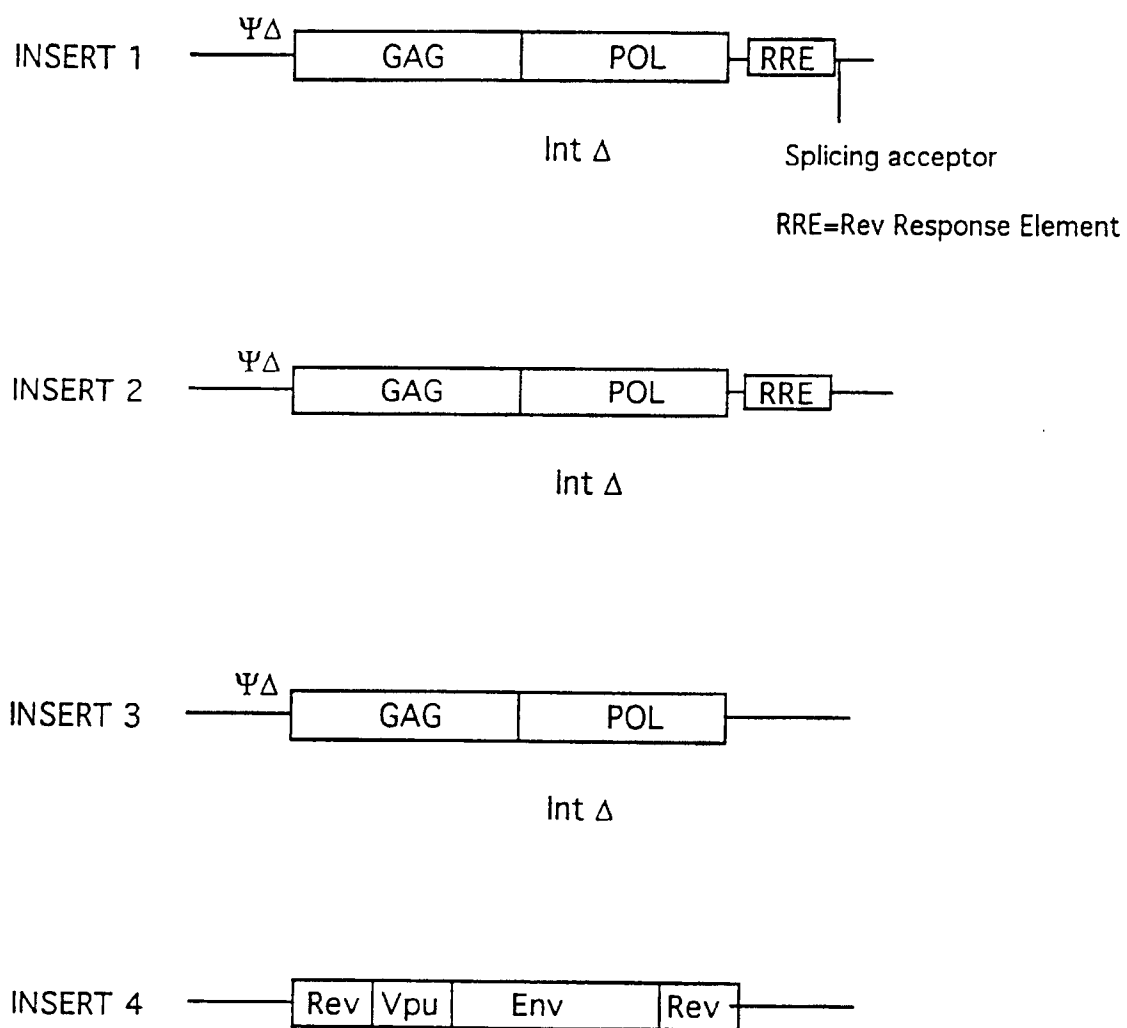 ΨΔ
INSERT 1 GAG POL RRE
Int Δ Splicing acceptor
RRE=Rev Response Element
ΨΔ
INSERT 2 GAG POL RRE
Int Δ
ΨΔ
INSERT 3 GAG POL
Int Δ
INSERT 4 Rev Vpu Env Rev